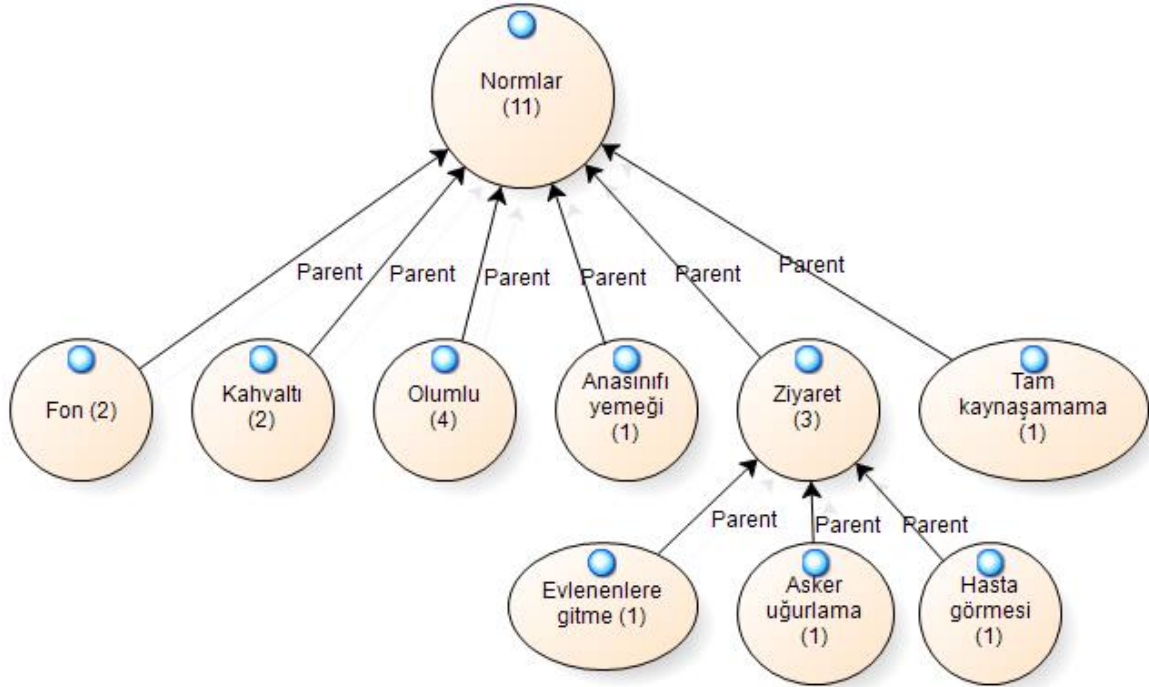 Normlar
(11)
Parent
Parent
Parent
Parent
Parent
Parent
Fon (2)
Kahvaltı
(2)
Olumlu
(4)
Anasınıfı
yemeği
(1)
Ziyaret
(3)
Tam
kaynaşamama
(1)
Parent
Parent
Parent
Evlenenlere
gitme (1)
Asker
uğurlama
(1)
Hasta
görmesi
(1)